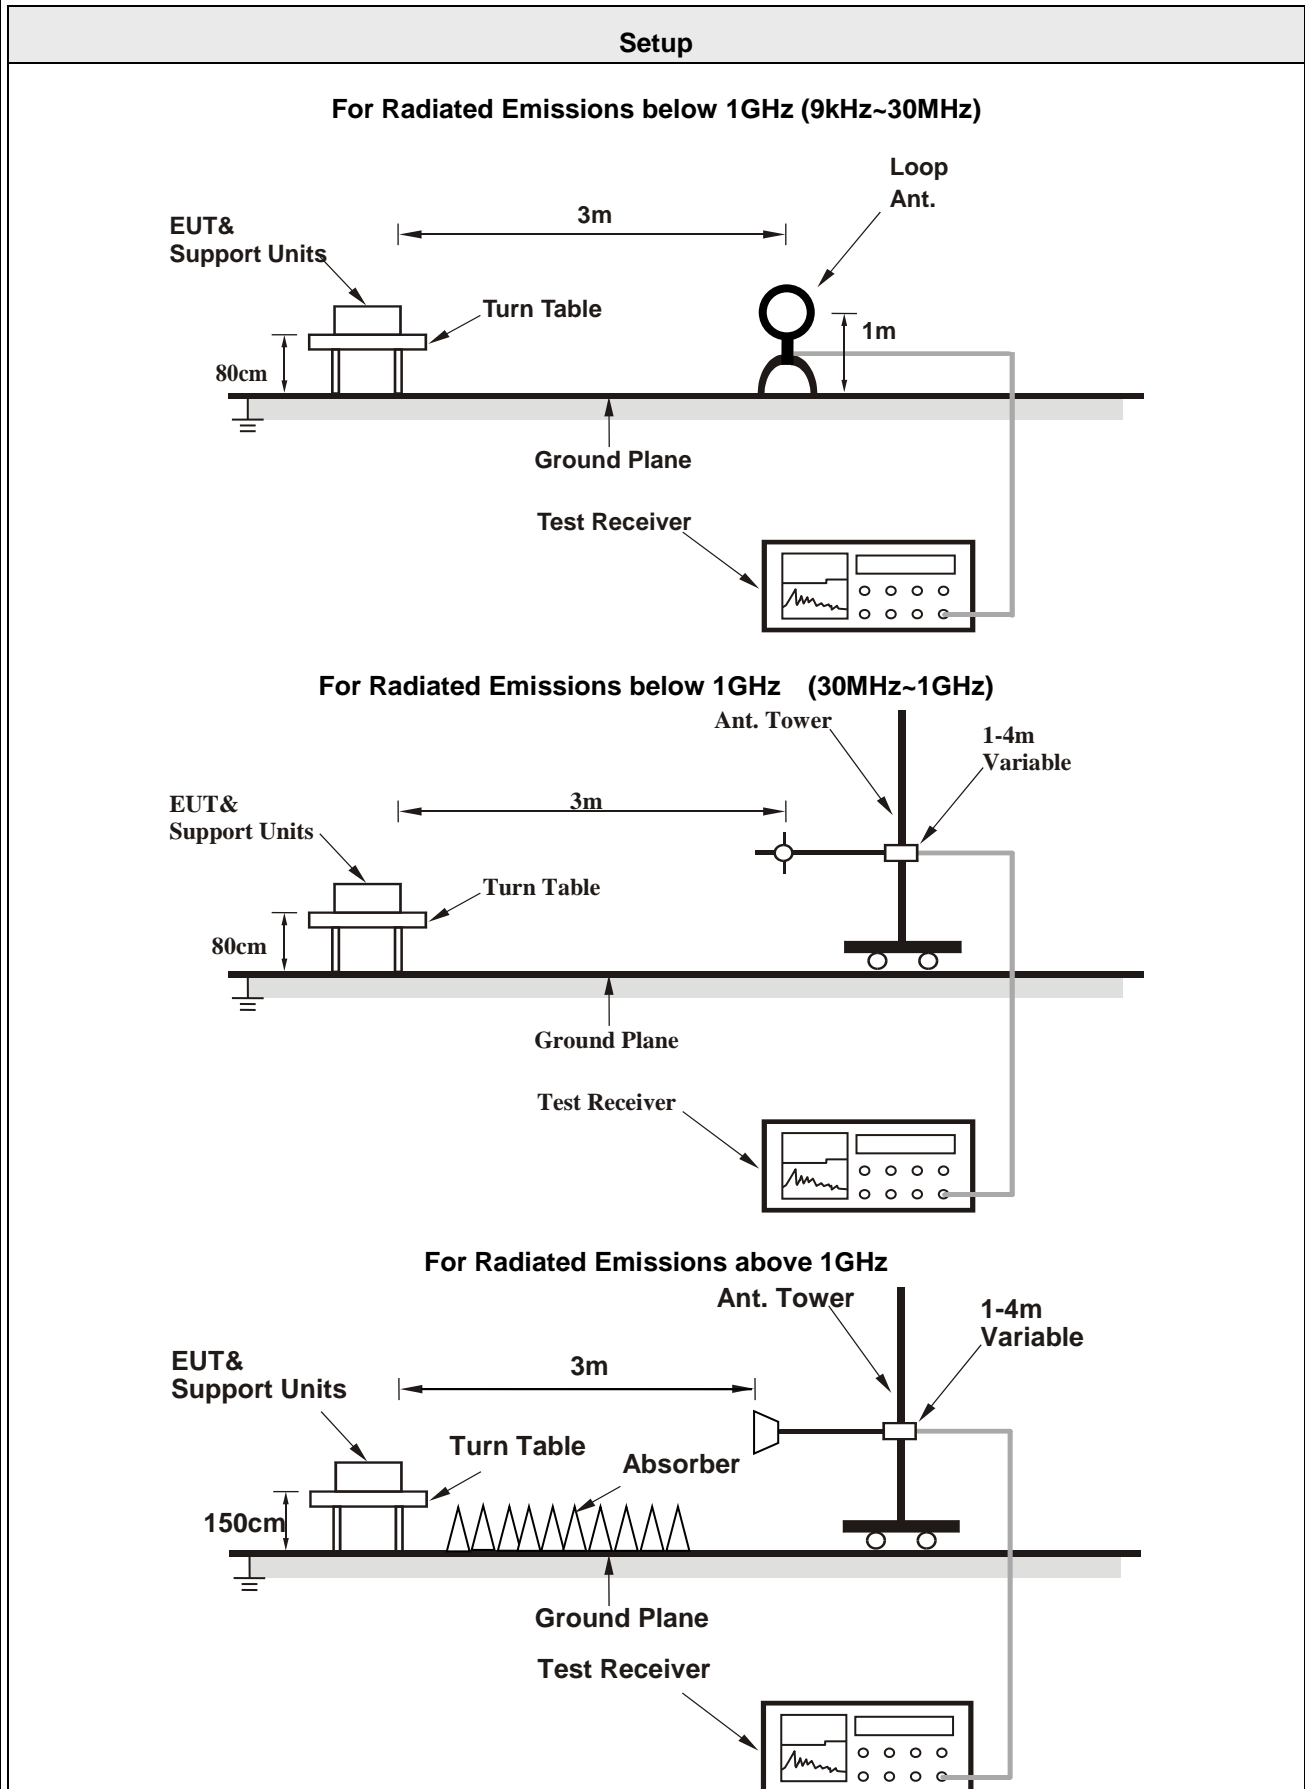 Setup
For Radiated Emissions below 1GHz (9kHz~30MHz)
Loop
Ant.
3m
EUT&
Support Units
Turn Table
1m
80cm
Ground Plane
Test Receiver
For Radiated Emissions below 1GHz (30MHz~1GHz)
Ant. Tower
1-4m
Variable
3m
EUT&
Support Units
Turn Table
80cm
Ground Plane
Test Receiver
For Radiated Emissions above 1GHz
Ant. Tower
1-4m
Variable
EUT&
Support Units
3m
Turn Table
Absorber
150cm
Ground Plane
Test Receiver